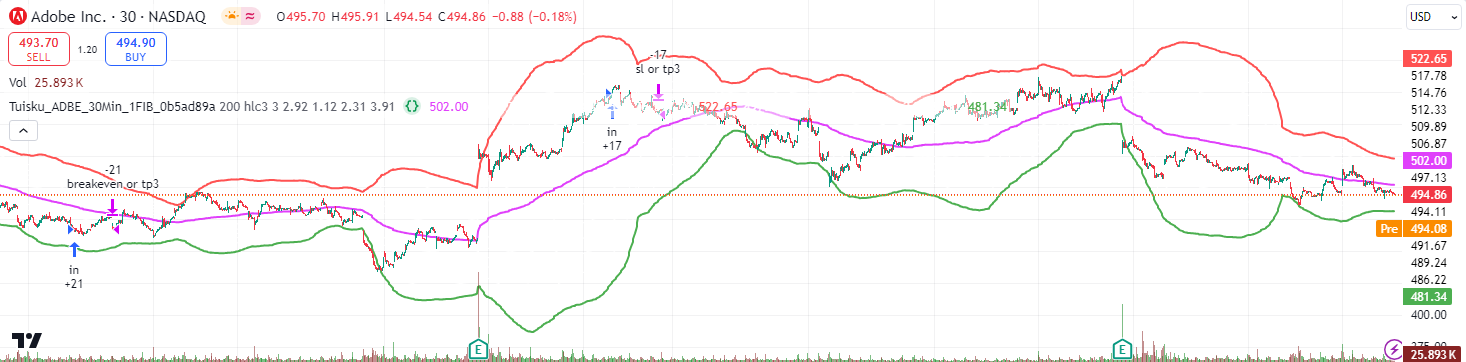 Adobe Inc. · 30 · NASDAQ
O495.70 H495.91 L494.54 C494.86 −0.88 (−0.18%)
USD
493.70
SELL
1.20
494.90
BUY
Vol 25.893 K
Tuisku_ADBE_30Min_1FIB_0b5ad89a 200 hlc3 3 2.92 1.12 2.31 3.91 502.00
522.65
481.34
-17
sl or tp3
in
+17
-21
breakeven or tp3
in
+21
E
E
522.65
517.78
514.76
512.33
509.89
506.87
502.00
497.13
494.86
494.11
Pre 494.08
491.67
489.24
486.22
481.34
400.00
25.893 K